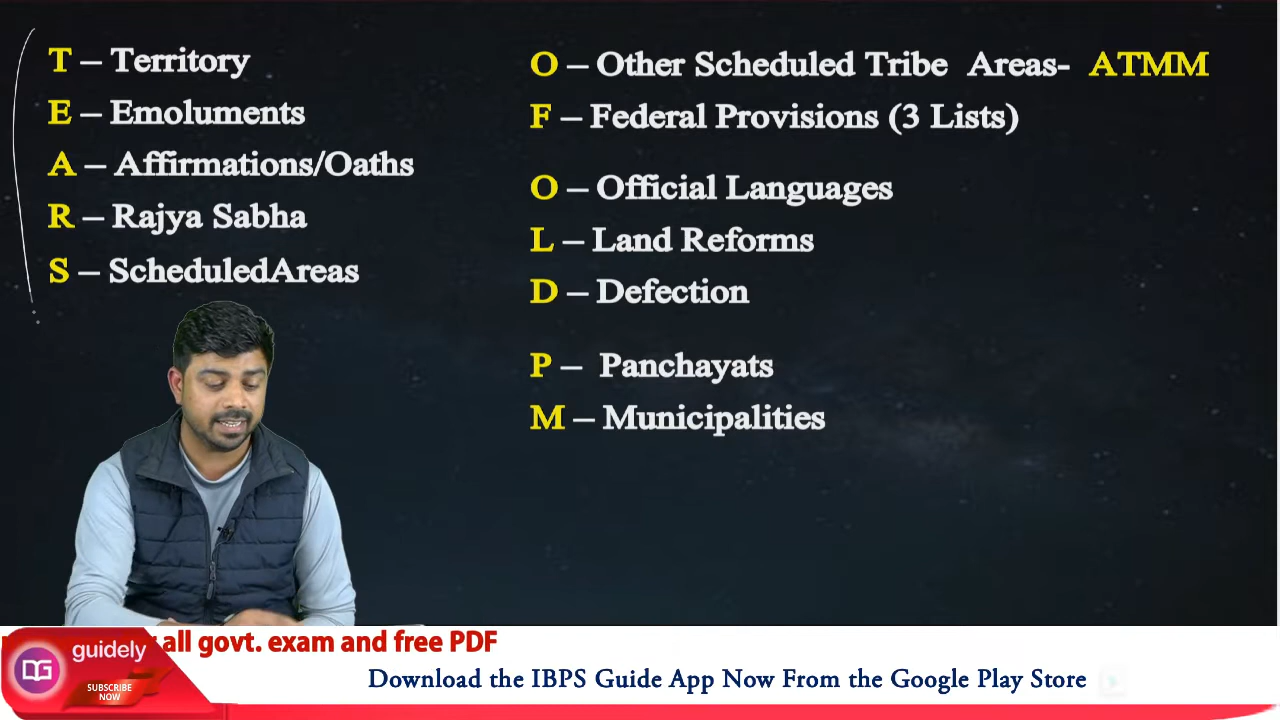 T – Territory
E – Emoluments
A – Affirmations/Oaths
R – Rajya Sabha
S – ScheduledAreas
O – Other Scheduled Tribe Areas- ATMM
F – Federal Provisions (3 Lists)
O – Official Languages
L – Land Reforms
D – Defection
P – Panchayats
M – Municipalities
all govt. exam and free PDF
guidely
SUBSCRIBE
NOW
Download the IBPS Guide App Now From the Google Play Store